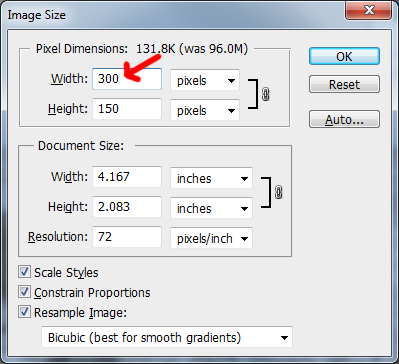 Image Size
Pixel Dimensions: 131.8K (was 96.0M)
OK
Width: 300 pixels
Reset
Height: 150 pixels
Auto...
Document Size:
Width: 4.167 inches
Height: 2.083 inches
Resolution: 72 pixels/inch
Scale Styles
Constrain Proportions
Resample Image:
Bicubic (best for smooth gradients)